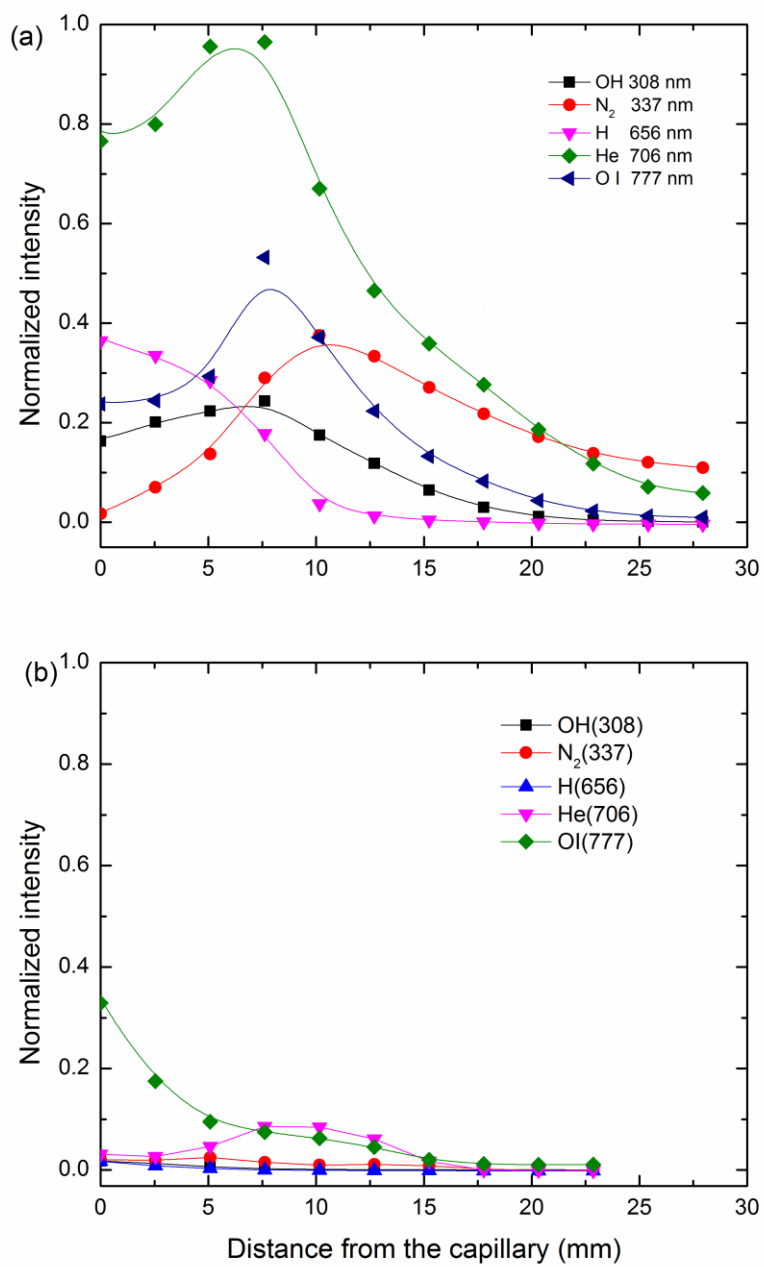 (a)
1.0
0.8
0.6
0.4
0.2
0.0
Normalized intensity
OH 308 nm
N₂ 337 nm
H 656 nm
He 706 nm
O I 777 nm
0 5 10 15 20 25 30
(b)
1.0
0.8
0.6
0.4
0.2
0.0
Normalized intensity
OH(308)
N₂(337)
H(656)
He(706)
OI(777)
0 5 10 15 20 25 30
Distance from the capillary (mm)